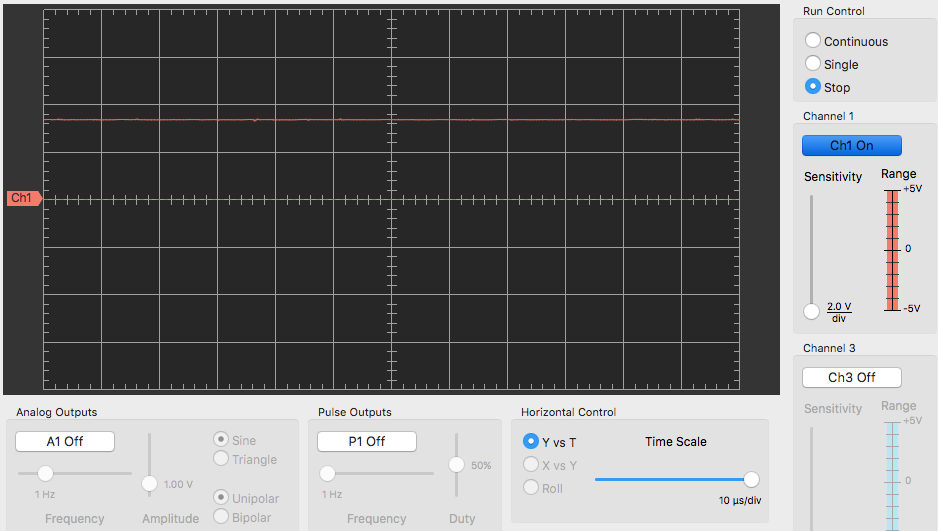 Run Control
Continuous
Single
Stop
Channel 1
Ch1 On
Sensitivity
Range
+5V
0
-5V
2.0 V
div
Ch1
Channel 3
Ch3 Off
Sensitivity
Range
+5V
0
Analog Outputs
A1 Off
Sine
Triangle
1 Hz
1.00 V
Unipolar
Bipolar
Frequency
Amplitude
Pulse Outputs
P1 Off
50%
1 Hz
Frequency
Duty
Horizontal Control
Y vs T
X vs Y
Roll
Time Scale
10 µs/div